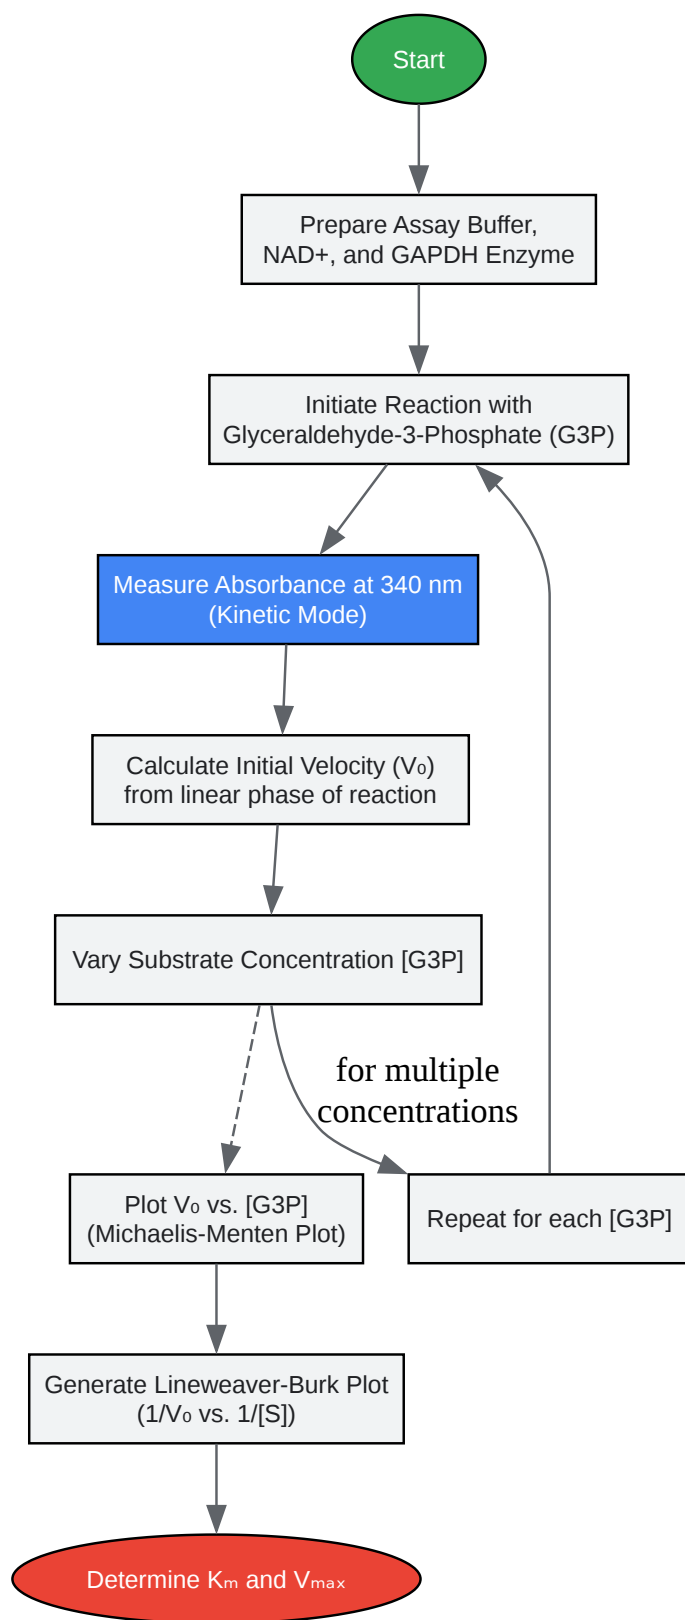 Start
Prepare Assay Buffer,
NAD+, and GAPDH Enzyme
Initiate Reaction with
Glyceraldehyde-3-Phosphate (G3P)
Measure Absorbance at 340 nm
(Kinetic Mode)
Calculate Initial Velocity (V₀)
from linear phase of reaction
Vary Substrate Concentration [G3P]
for multiple
concentrations
Plot V₀ vs. [G3P]
(Michaelis-Menten Plot)
Repeat for each [G3P]
Generate Lineweaver-Burk Plot
(1/V₀ vs. 1/[S])
Determine Kₘ and Vₘₐₓ